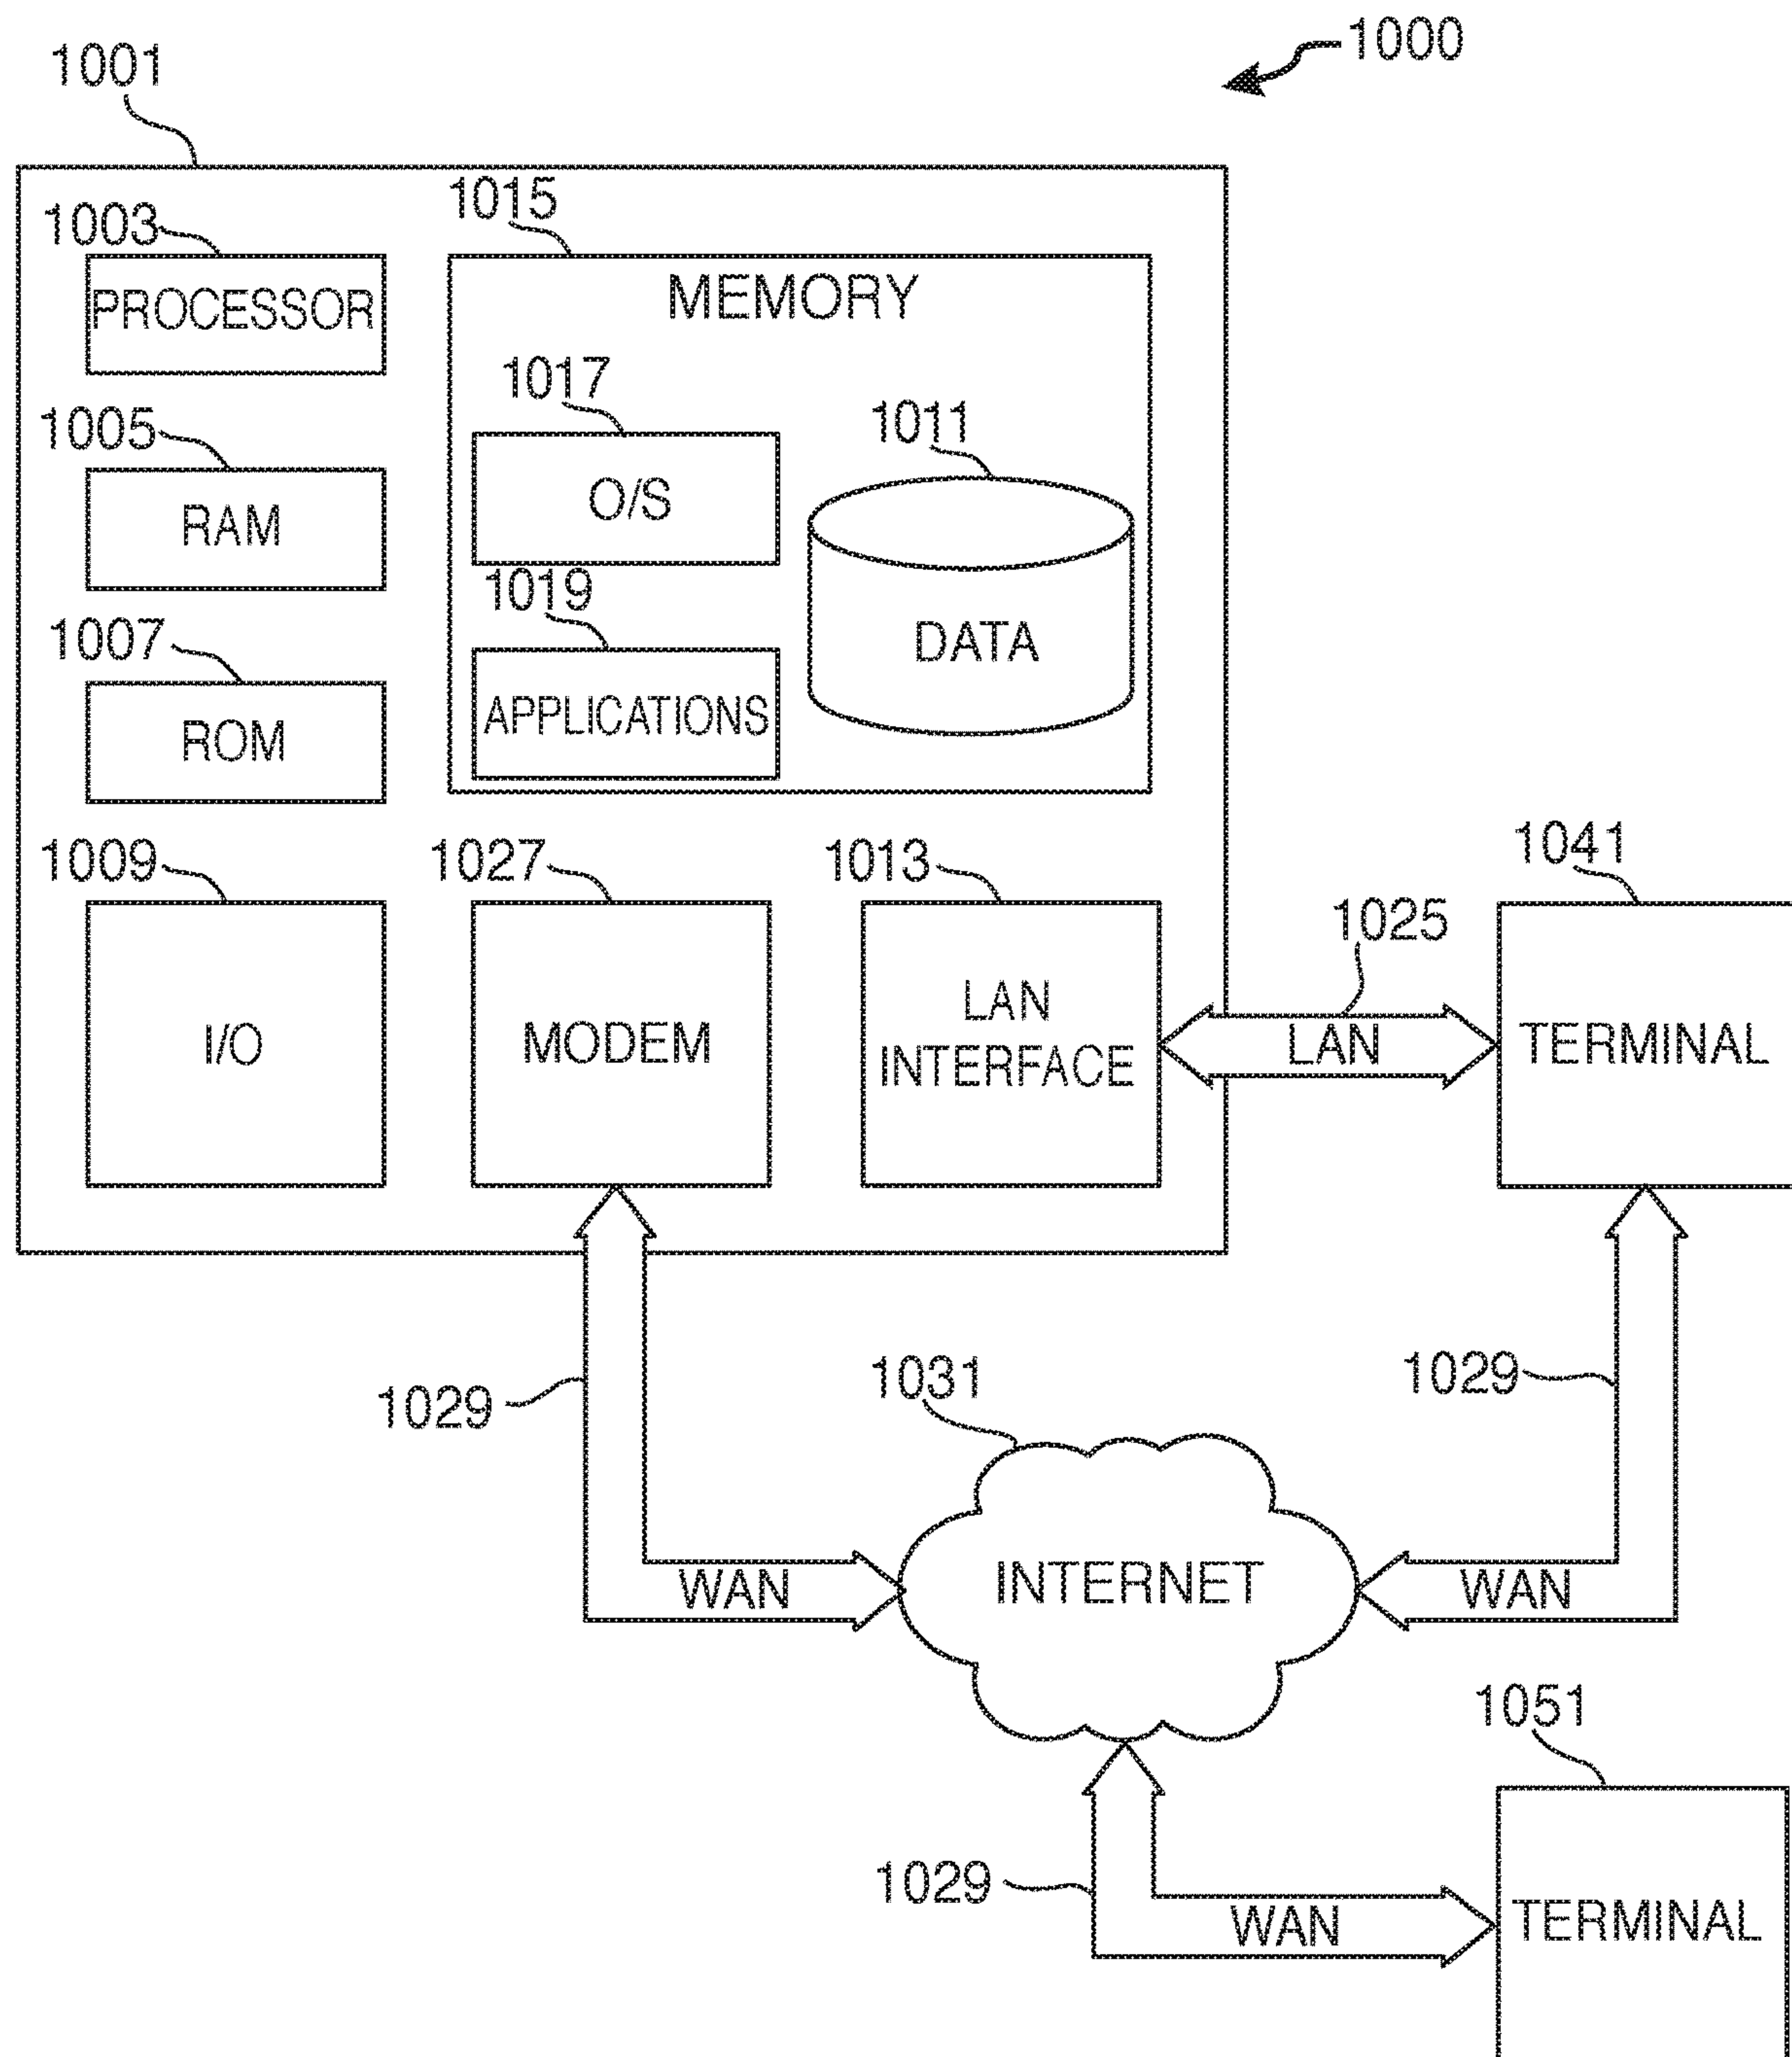 1000
1001
1003
PROCESSOR
1015
MEMORY
1005
RAM
1017
O/S
1011
DATA
1007
ROM
1019
APPLICATIONS
1009
I/O
1027
MODEM
1013
LAN
INTERFACE
1025
LAN
1041
TERMINAL
1029
WAN
1031
INTERNET
1029
WAN
1029
WAN
1051
TERMINAL